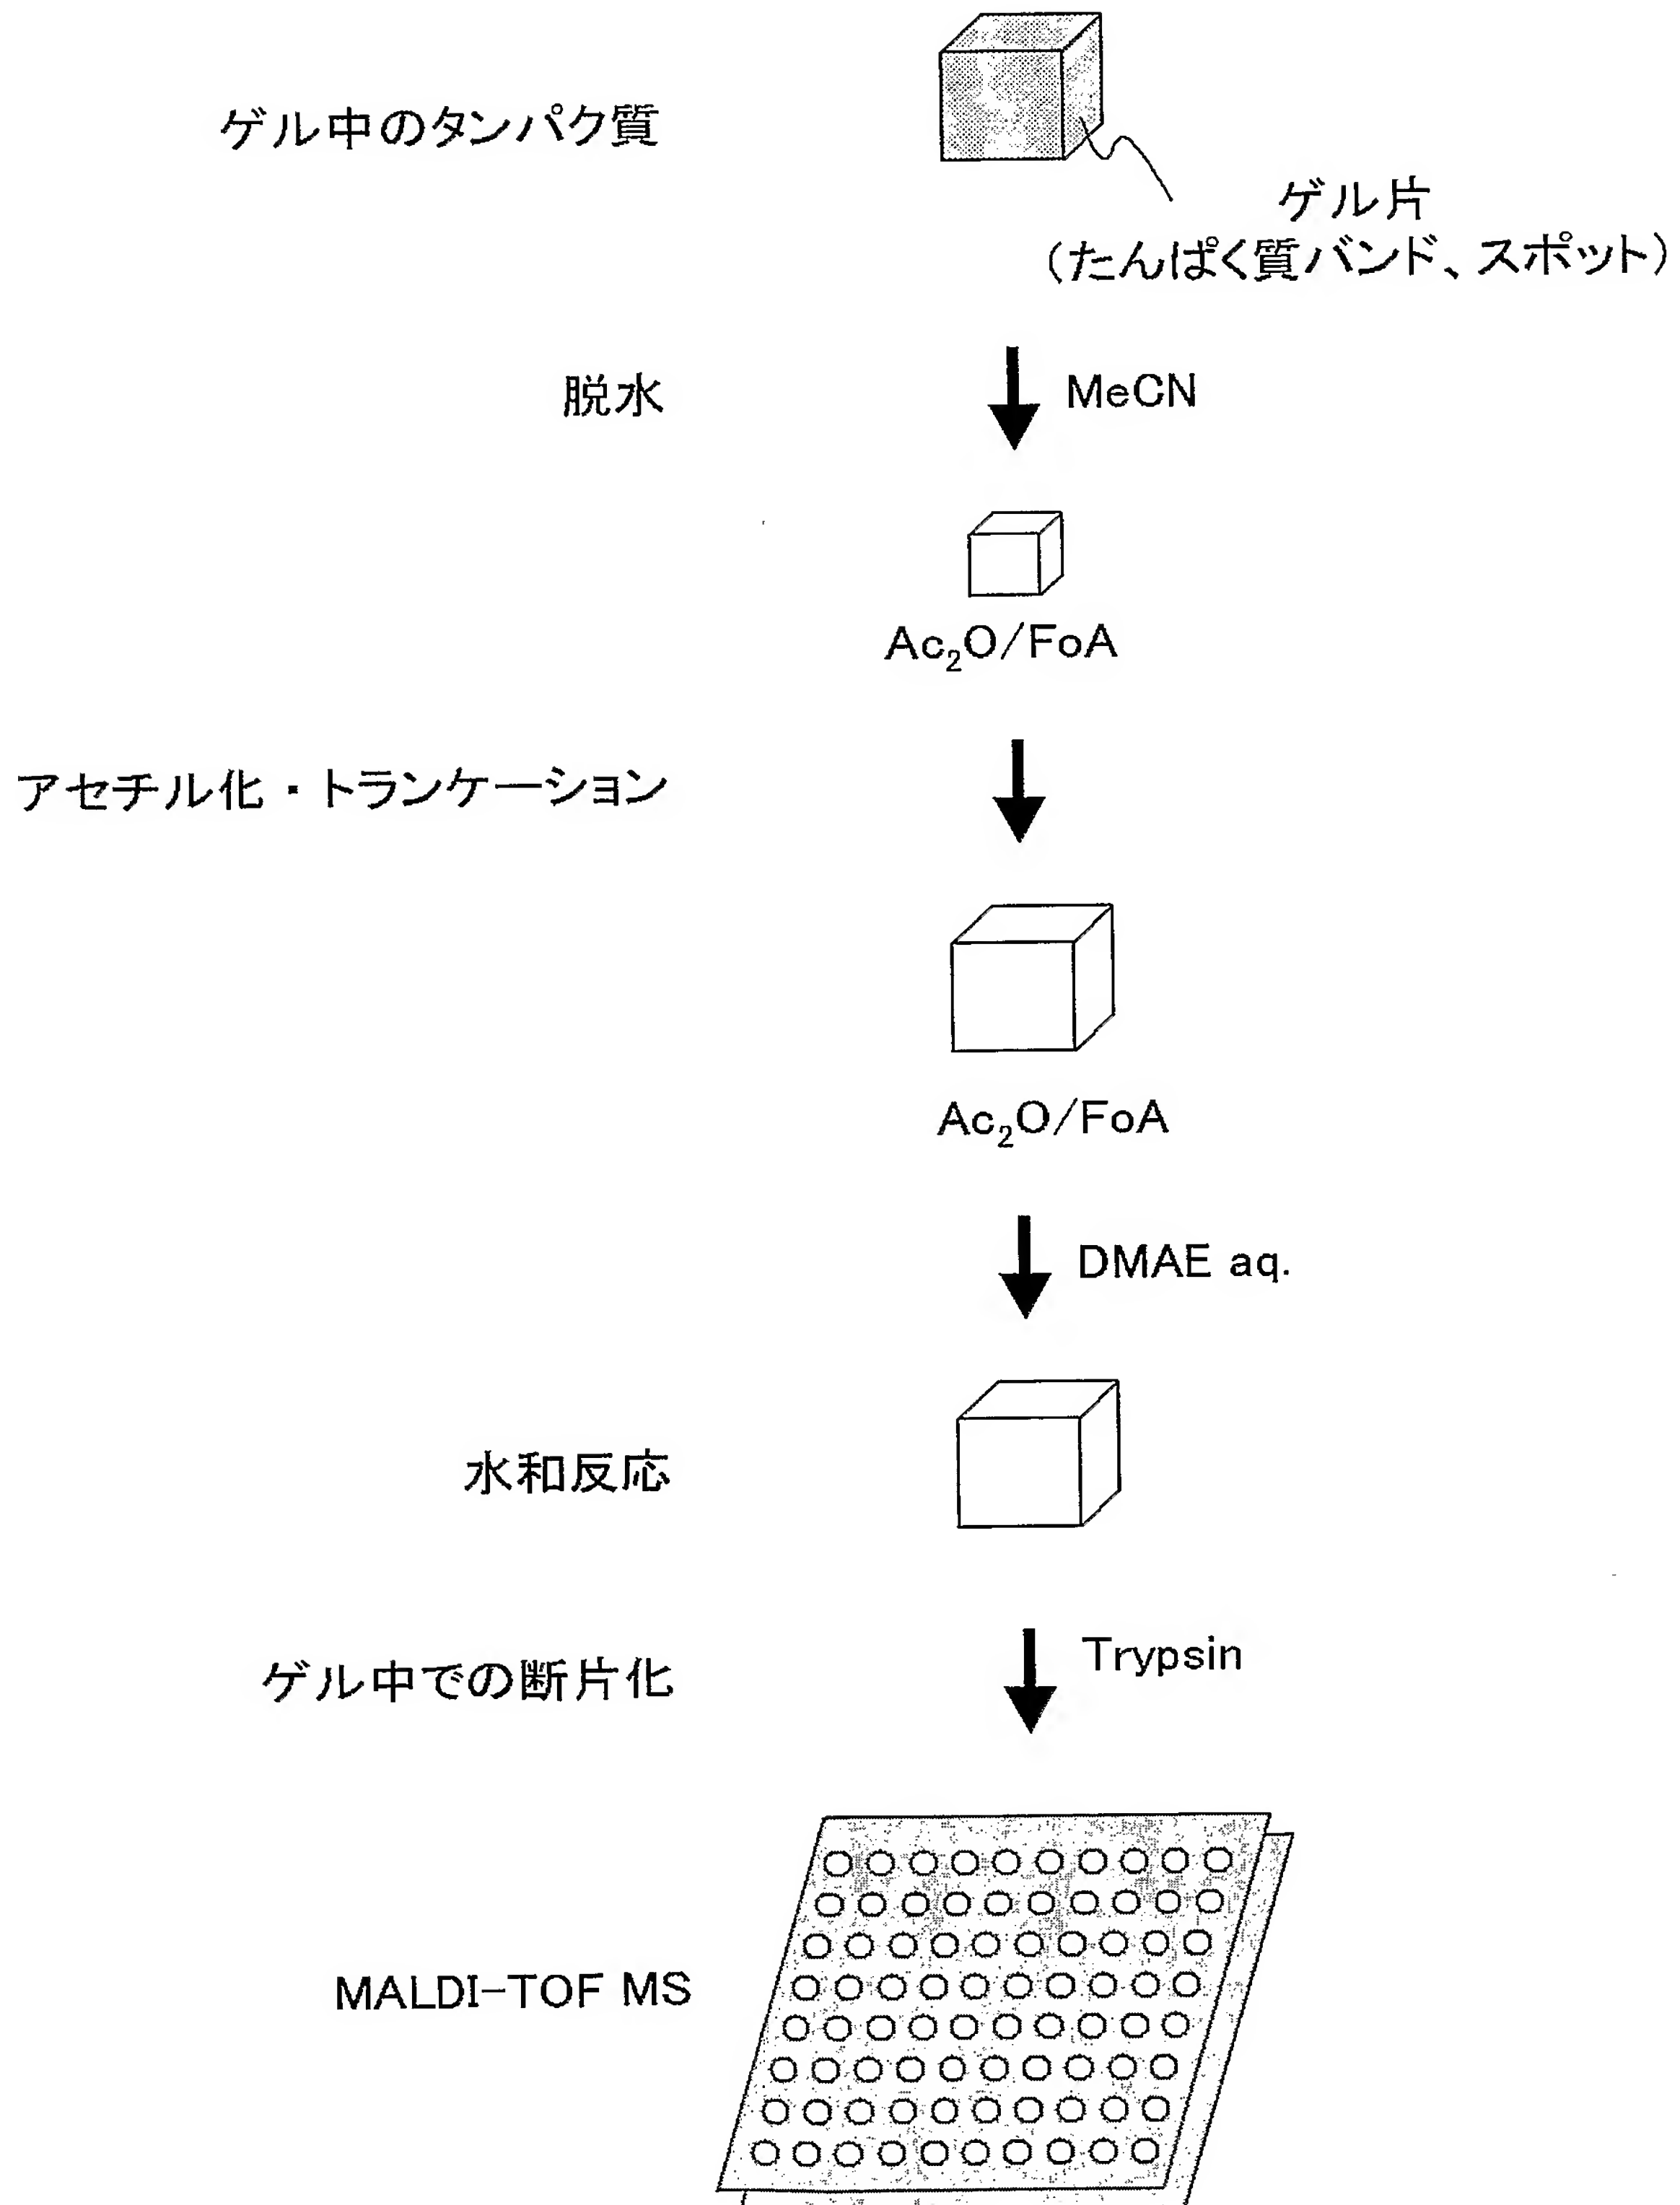 ゲル中のタンパク質
ゲル片
(たんぱく質バンド、スポット)
脱水
MeCN
Ac₂O/FoA
アセチル化・トランケーション
Ac₂O/FoA
DMAE aq.
水和反応
Trypsin
ゲル中での断片化
MALDI-TOF MS